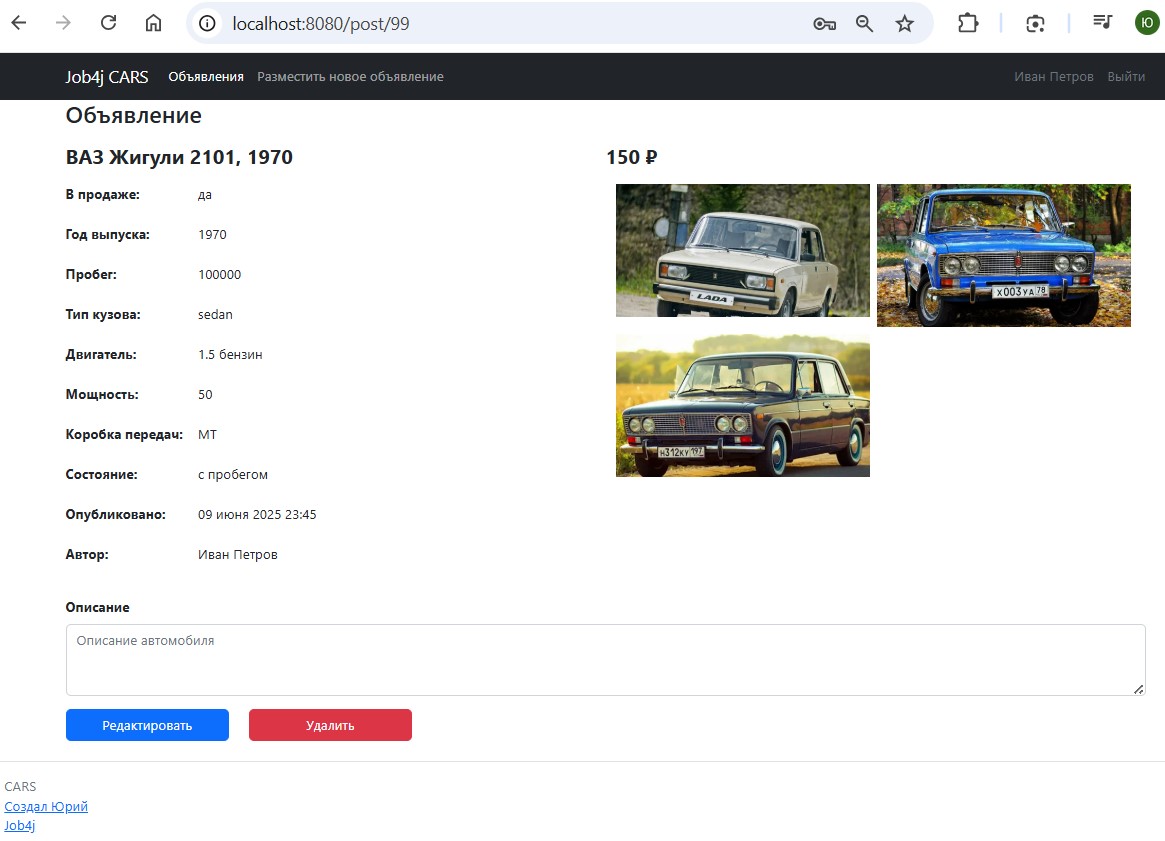 localhost:8080/post/99
Ю
Job4j CARS Объявления Разместить новое объявление Иван Петров Выйти
Объявление
ВАЗ Жигули 2101, 1970
150 ₽
В продаже: да
Год выпуска: 1970
Пробег: 100000
Тип кузова: sedan
Двигатель: 1.5 бензин
Мощность: 50
Коробка передач: МТ
Состояние: с пробегом
Опубликовано: 09 июня 2025 23:45
Автор: Иван Петров
LADA
Х003УА 78
Н312КУ 197
Описание
Описание автомобиля
Редактировать Удалить
CARS
Создал Юрий
Job4j